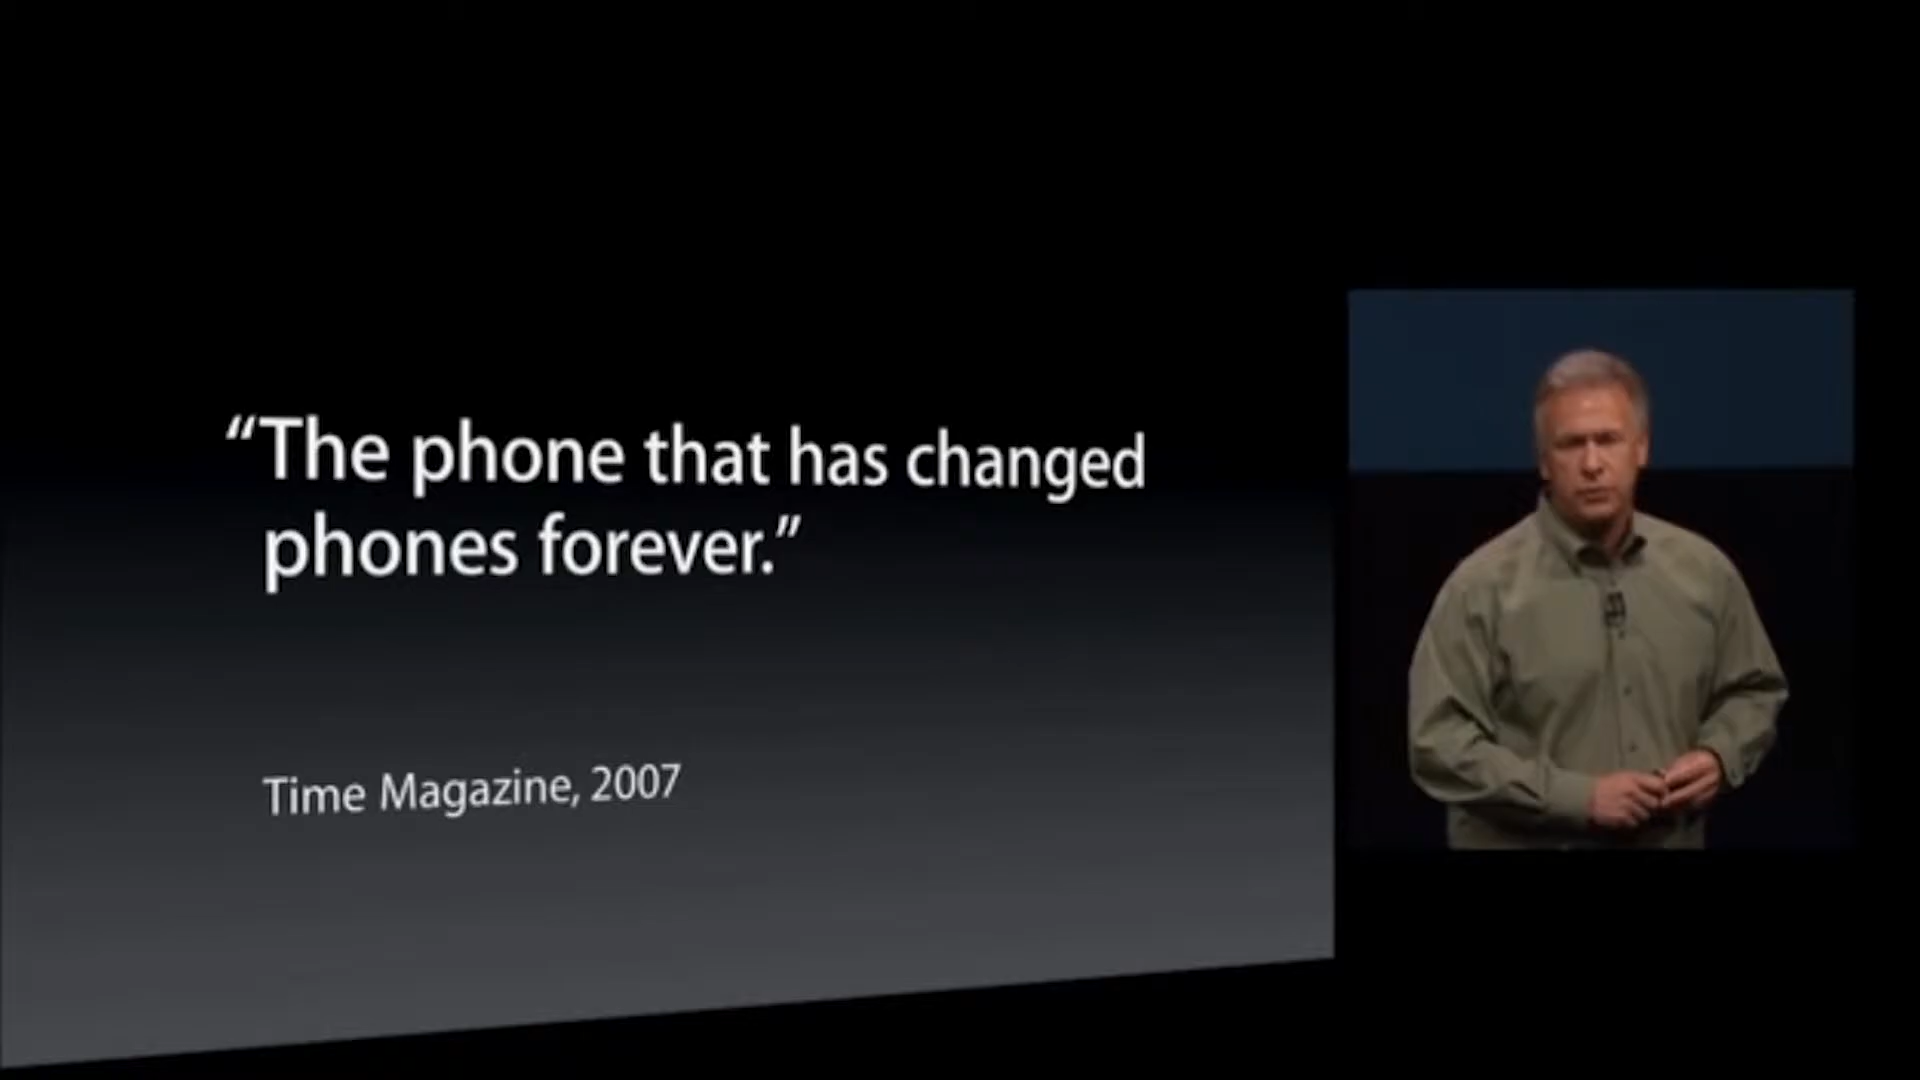 “The phone that has changed
phones forever.”
Time Magazine, 2007